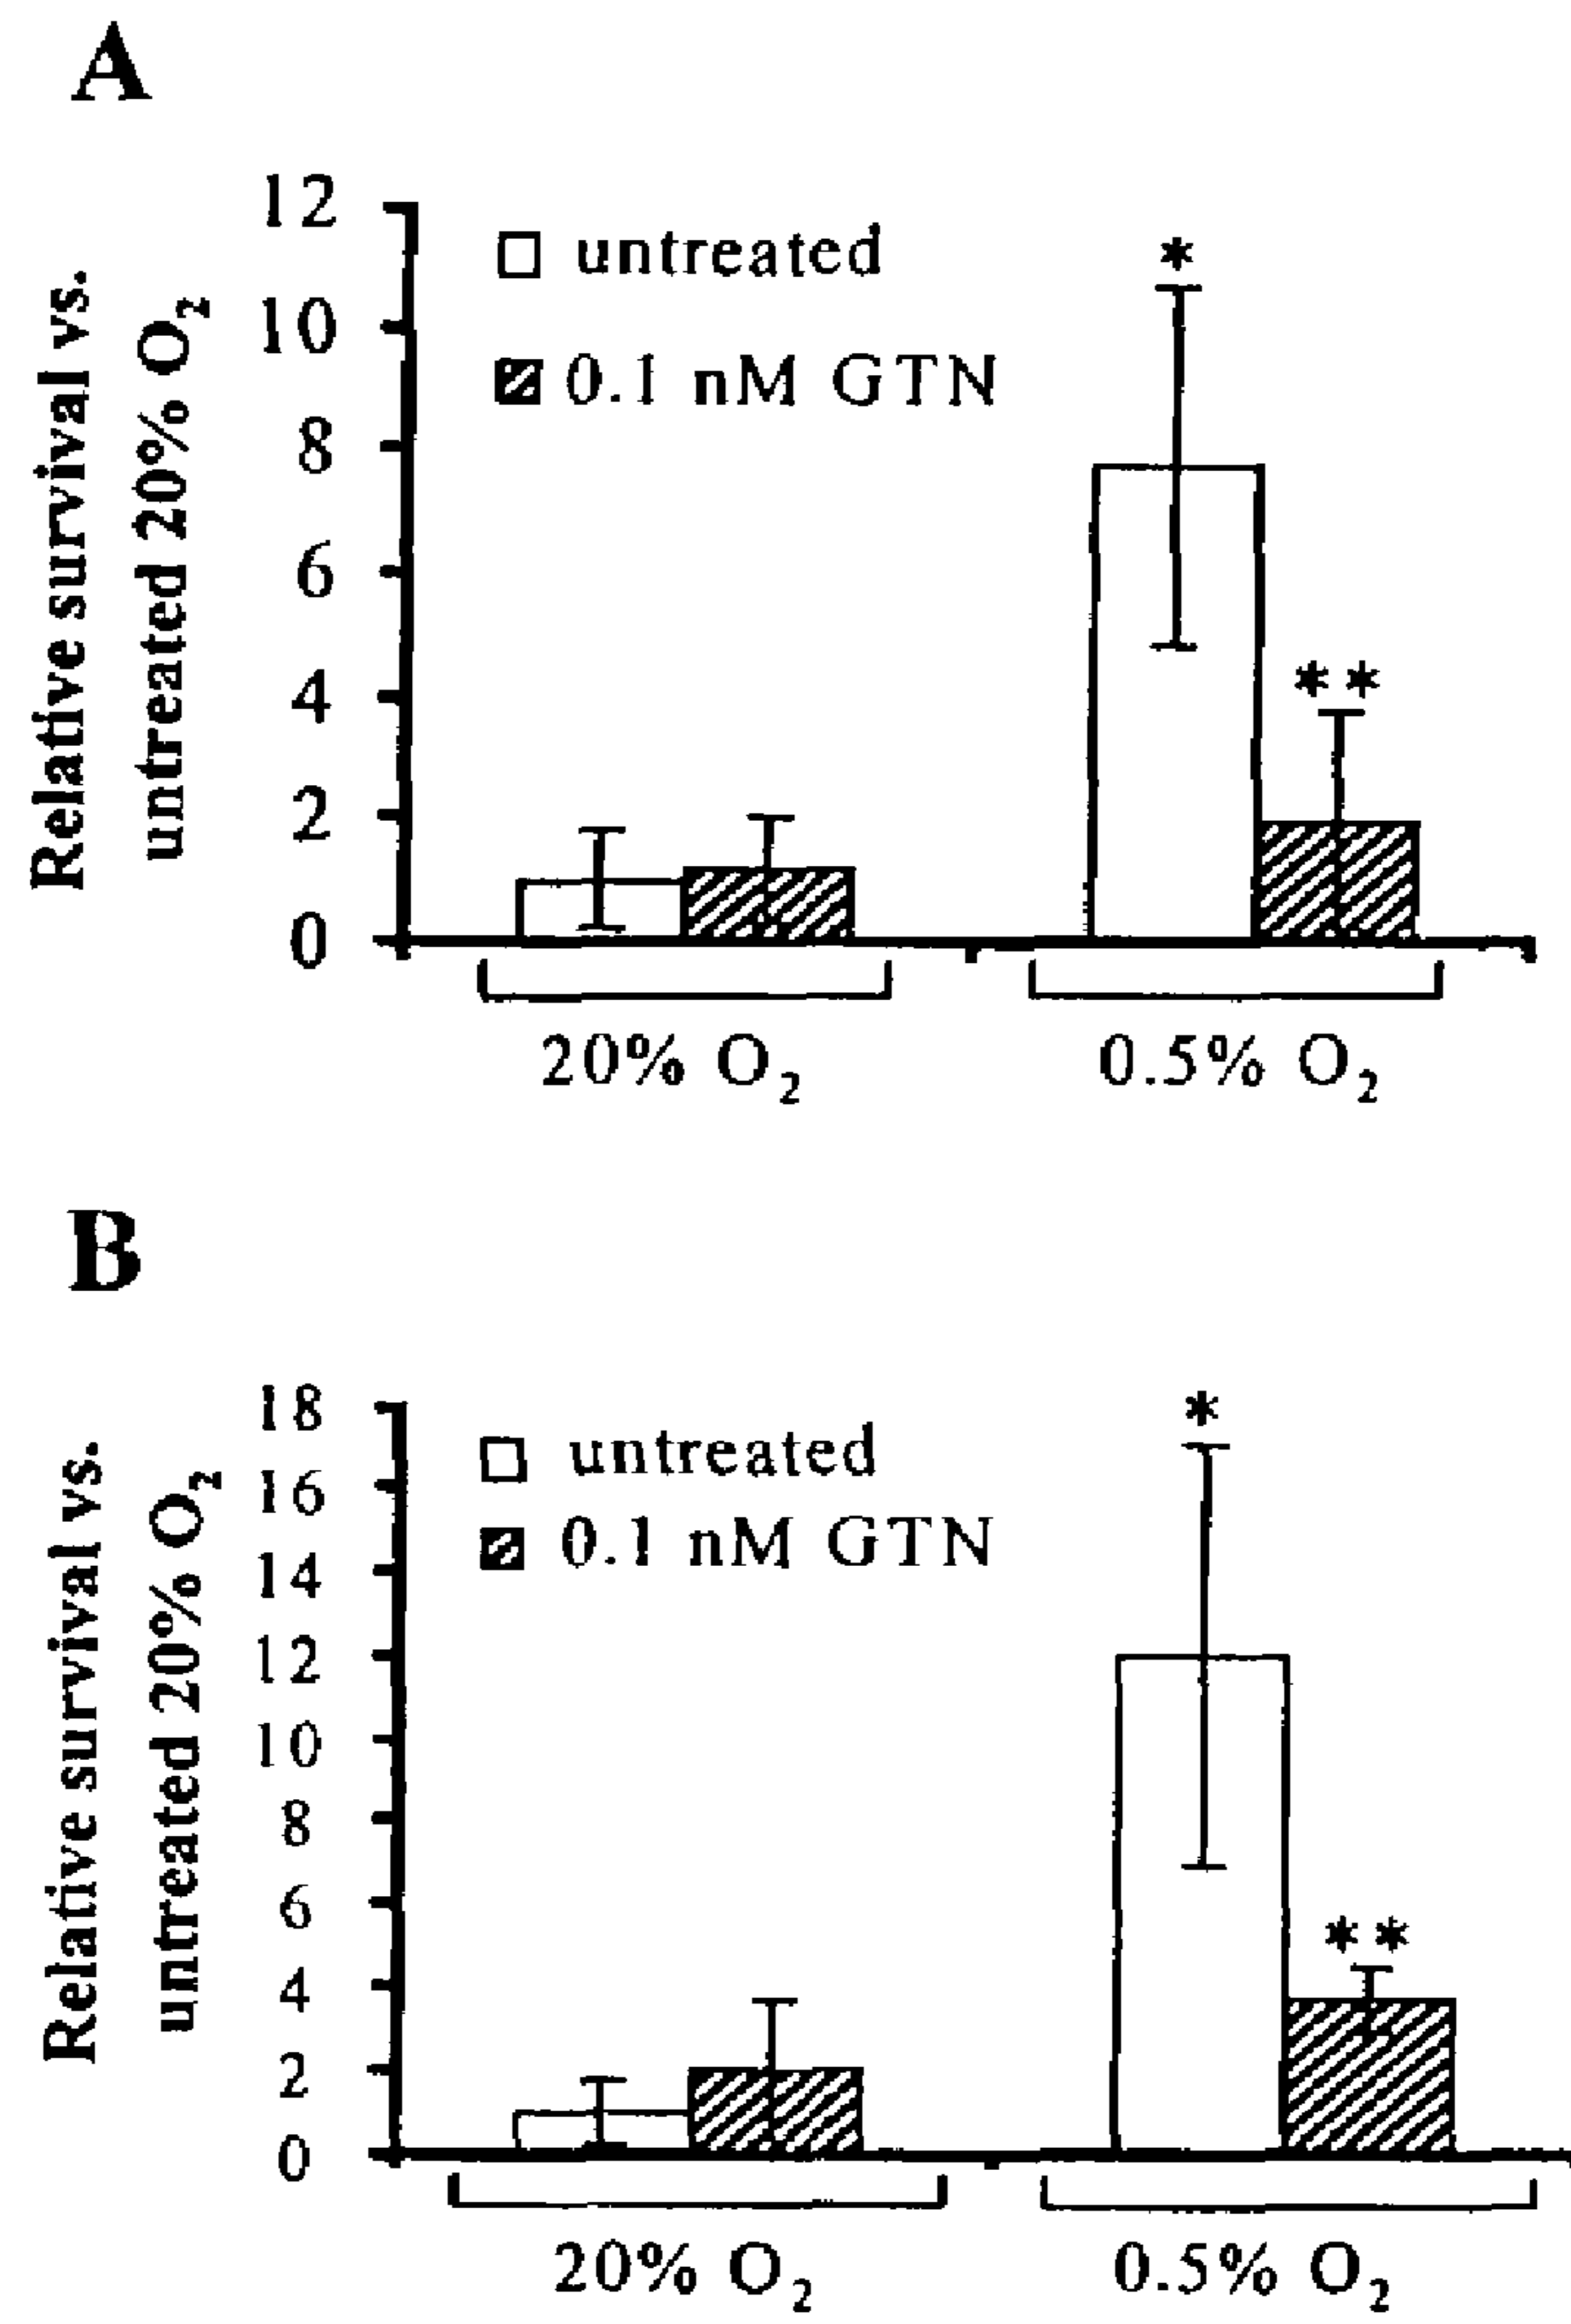 A
Relative survival vs.
untreated 20% O₂
12
10
8
6
4
2
0
untreated
0.1 nM GTN
*
**
20% O₂
0.5% O₂
B
Relative survival vs.
untreated 20% O₂
18
16
14
12
10
8
6
4
2
0
untreated
0.1 nM GTN
*
**
20% O₂
0.5% O₂